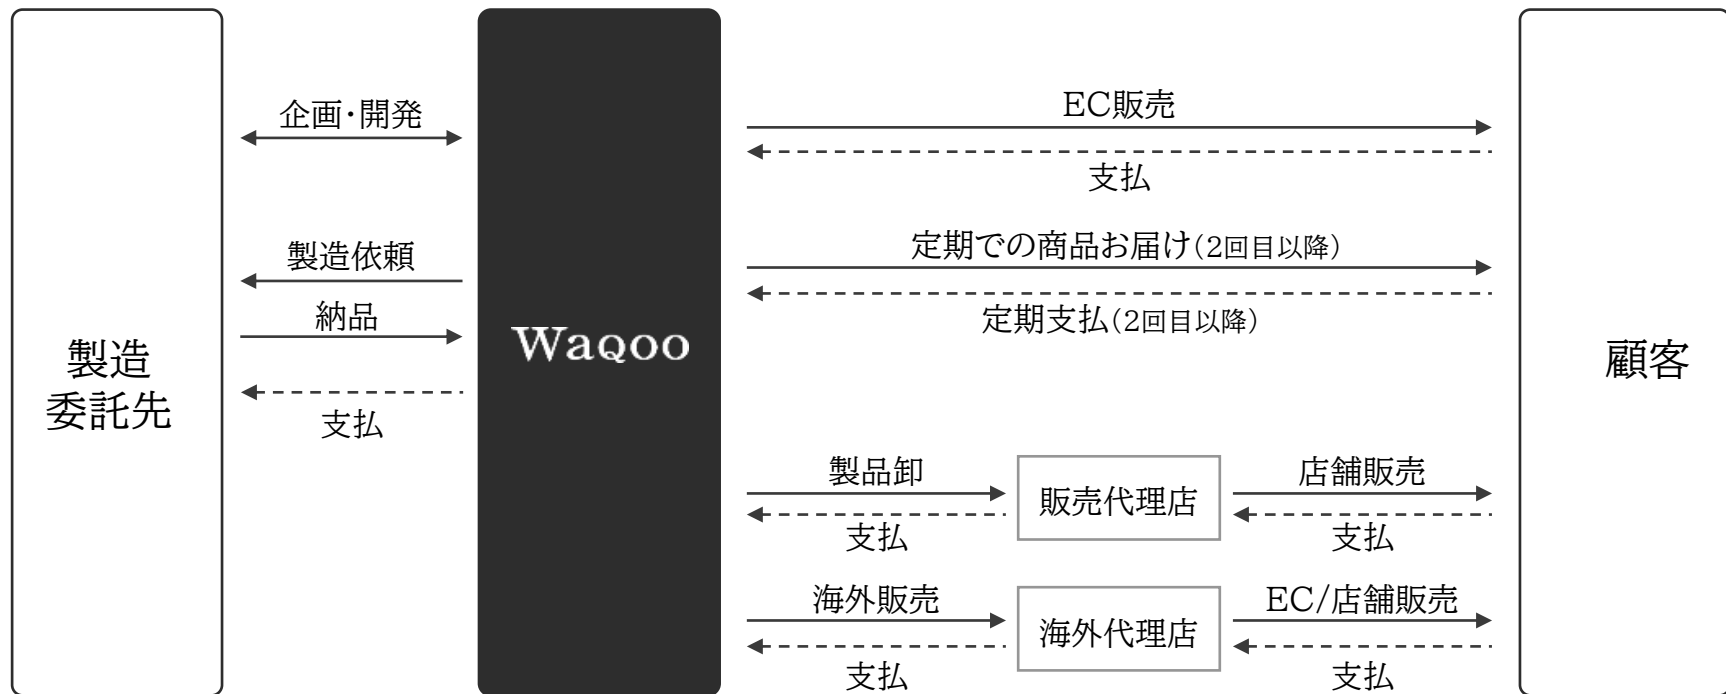 製造
委託先
企画・開発
製造依頼
納品
支払
Waqoo
EC販売
支払
定期での商品お届け（2回目以降）
定期支払（2回目以降）
製品卸
支払
販売代理店
店舗販売
支払
海外販売
支払
海外代理店
EC/店舗販売
支払
顧客